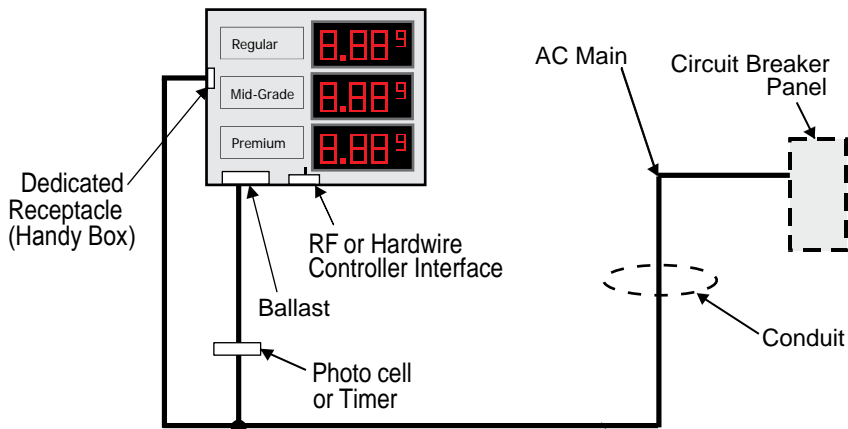 Regular 8.88 9
Mid-Grade 8.88 9
Premium 8.88 9
AC Main
Circuit Breaker
Panel
Dedicated
Receptacle
(Handy Box)
RF or Hardwire
Controller Interface
Ballast
Conduit
Photo cell
or Timer